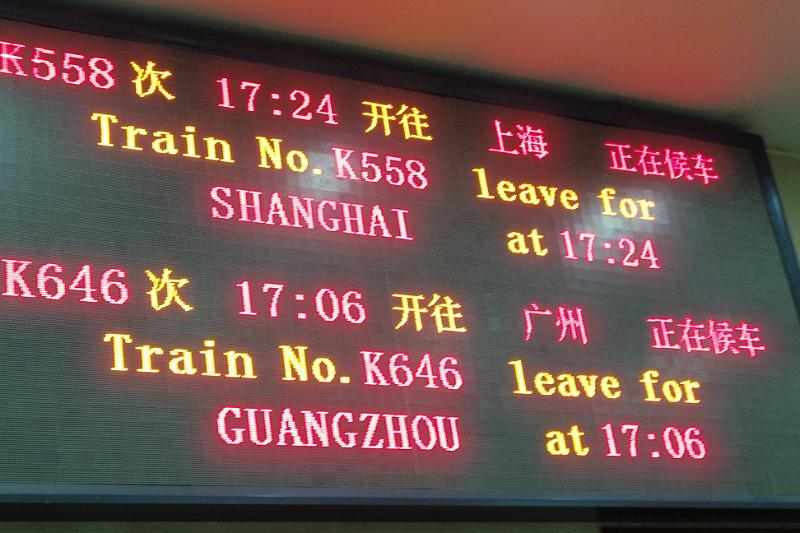 K558次 17:24 开往 上海 正在候车
Train No.K558 leave for
SHANGHAI at 17:24
K646次 17:06 开往 广州 正在候车
Train No.K646 leave for
GUANGZHOU at 17:06